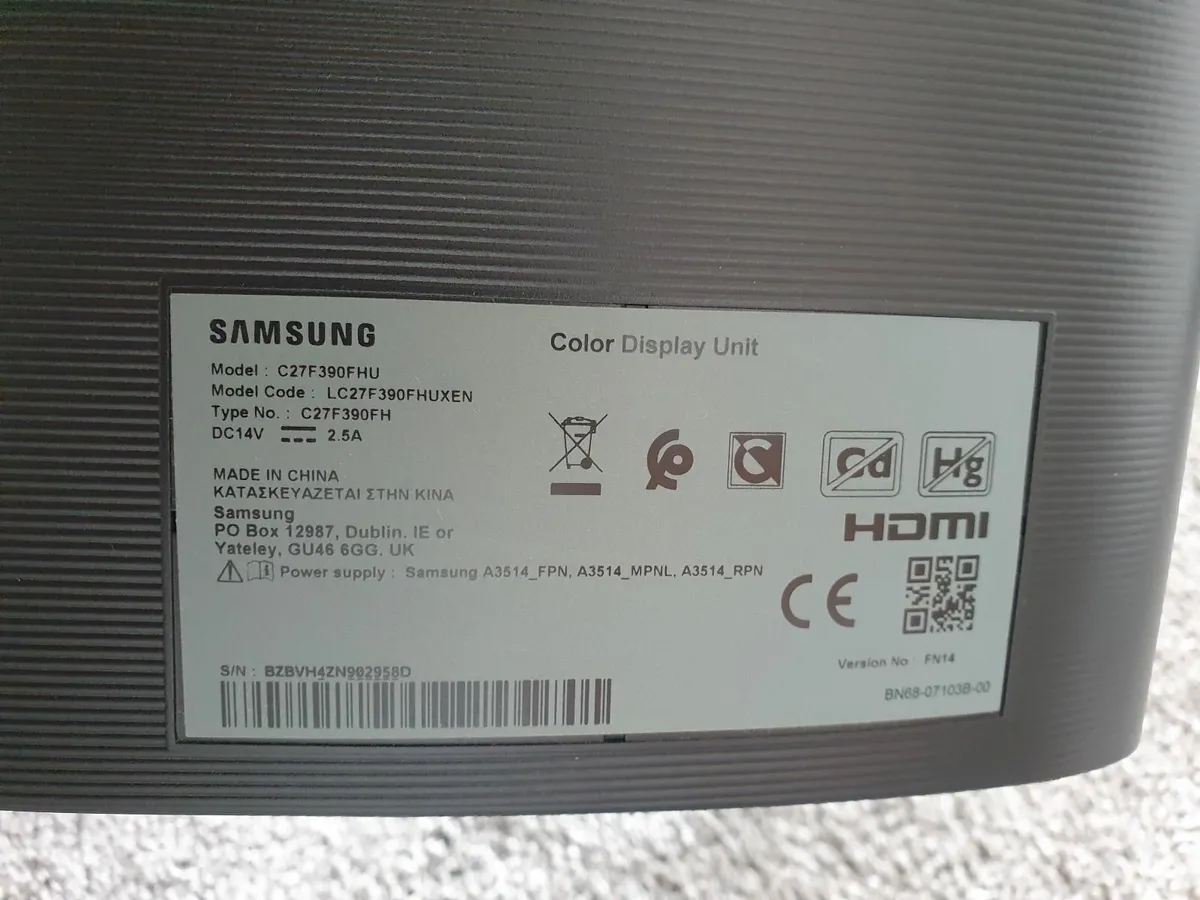 SAMSUNG
Color Display Unit
Model : C27F390FHU
Model Code : LC27F390FHUXEN
Type No. : C27F390FH
DC14V 2.5A
MADE IN CHINA
ΚΑΤΑΣΚΕΥΑΖΕΤΑΙ ΣΤΗΝ ΚΙΝΑ
Samsung
PO Box 12987, Dublin. IE or
Yateley, GU46 6GG. UK
Power supply : Samsung A3514_FPN, A3514_MPNL, A3514_RPN
Cd
Hg
HDMI
CE
S/N : BZBVH4ZN902958D
Version No : FN14
BN68-07103B-00